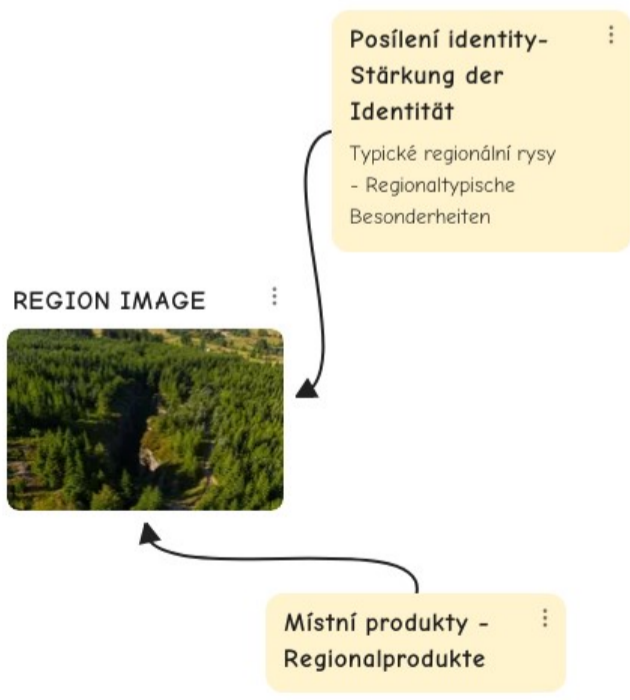 Posílení identity-
Stärkung der
Identität
Typické regionální rysy
- Regionaltypische
Besonderheiten
REGION IMAGE
Místní produkty -
Regionalprodukte